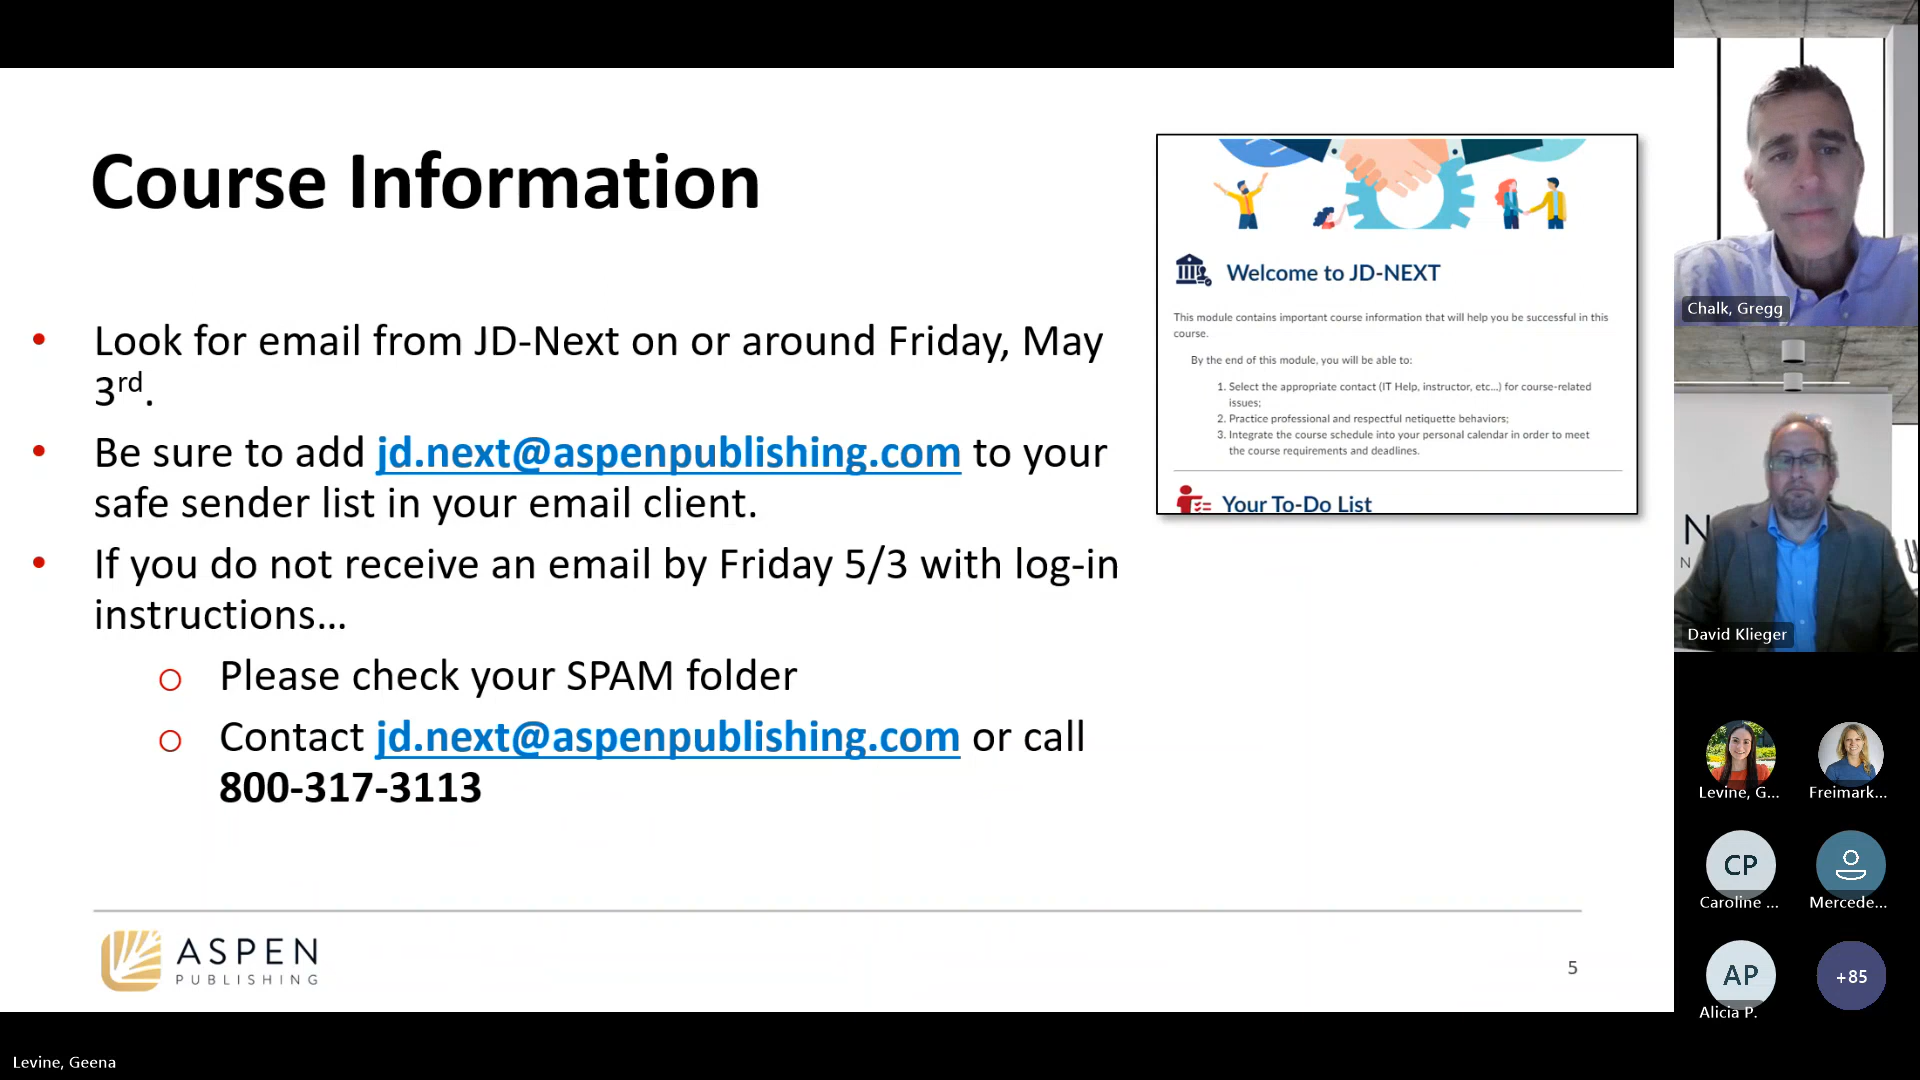 Course Information
• Look for email from JD-Next on or around Friday, May
3rd.
• Be sure to add jd.next@aspenpublishing.com to your
safe sender list in your email client.
• If you do not receive an email by Friday 5/3 with log-in
instructions...
o Please check your SPAM folder
o Contact jd.next@aspenpublishing.com or call
800-317-3113
Welcome to JD-NEXT
This module contains important course information that will help you be successful in this
course.
By the end of this module, you will be able to:
1. Select the appropriate contact (IT Help, instructor, etc...) for course-related
issues;
2. Practice professional and respectful netiquette behaviors;
3. Integrate the course schedule into your personal calendar in order to meet
the course requirements and deadlines.
Your To-Do List
ASPEN
PUBLISHING
5
Chalk, Gregg
N
N
David Klieger
Levine, G...
Freimark...
CP
Caroline ...
Mercede...
AP
Alicia P.
+85
Levine, Geena